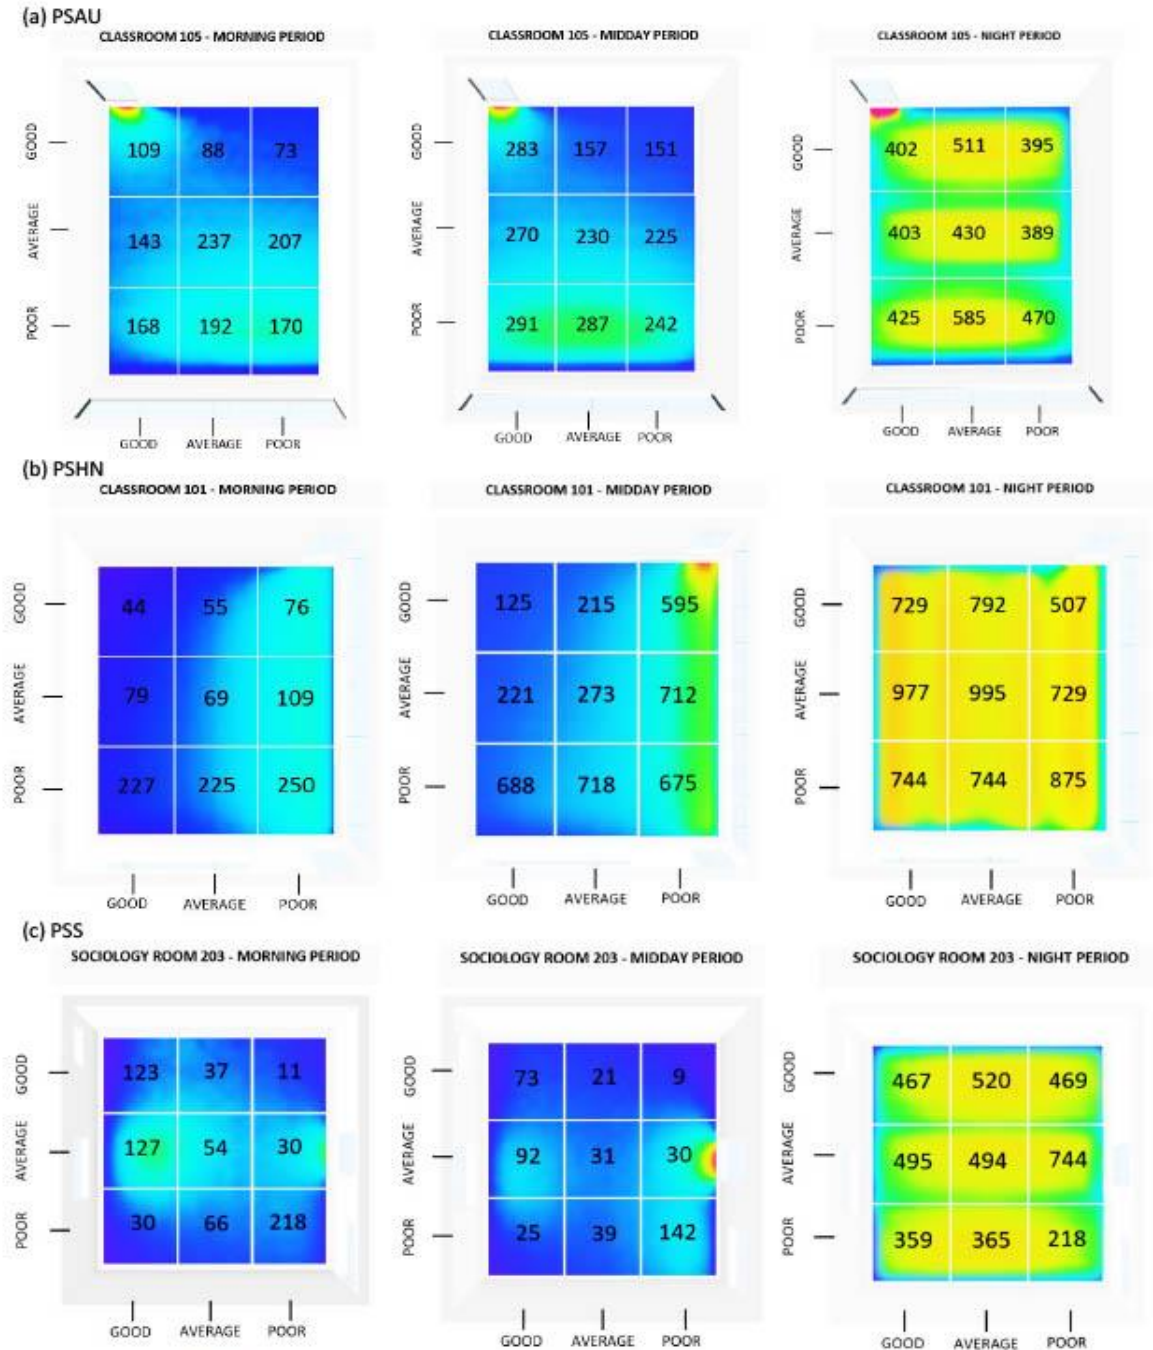 (a) PSAU
CLASSROOM 105 - MORNING PERIOD
CLASSROOM 105 - MIDDAY PERIOD
CLASSROOM 105 - NIGHT PERIOD
GOOD 109 88 73
AVERAGE 143 237 207
POOR 168 192 170
GOOD AVERAGE POOR
GOOD 283 157 151
AVERAGE 270 230 225
POOR 291 287 242
GOOD AVERAGE POOR
GOOD 402 511 395
AVERAGE 403 430 389
POOR 425 585 470
GOOD AVERAGE POOR
(b) PSHN
CLASSROOM 101 - MORNING PERIOD
CLASSROOM 101 - MIDDAY PERIOD
CLASSROOM 101 - NIGHT PERIOD
GOOD 44 55 76
AVERAGE 79 69 109
POOR 227 225 250
GOOD AVERAGE POOR
GOOD 125 215 595
AVERAGE 221 273 712
POOR 688 718 675
GOOD AVERAGE POOR
GOOD 729 792 507
AVERAGE 977 995 729
POOR 744 744 875
GOOD AVERAGE POOR
(c) PSS
SOCIOLOGY ROOM 203 - MORNING PERIOD
SOCIOLOGY ROOM 203 - MIDDAY PERIOD
SOCIOLOGY ROOM 203 - NIGHT PERIOD
GOOD 123 37 11
AVERAGE 127 54 30
POOR 30 66 218
GOOD AVERAGE POOR
GOOD 73 21 9
AVERAGE 92 31 30
POOR 25 39 142
GOOD AVERAGE POOR
GOOD 467 520 469
AVERAGE 495 494 744
POOR 359 365 218
GOOD AVERAGE POOR